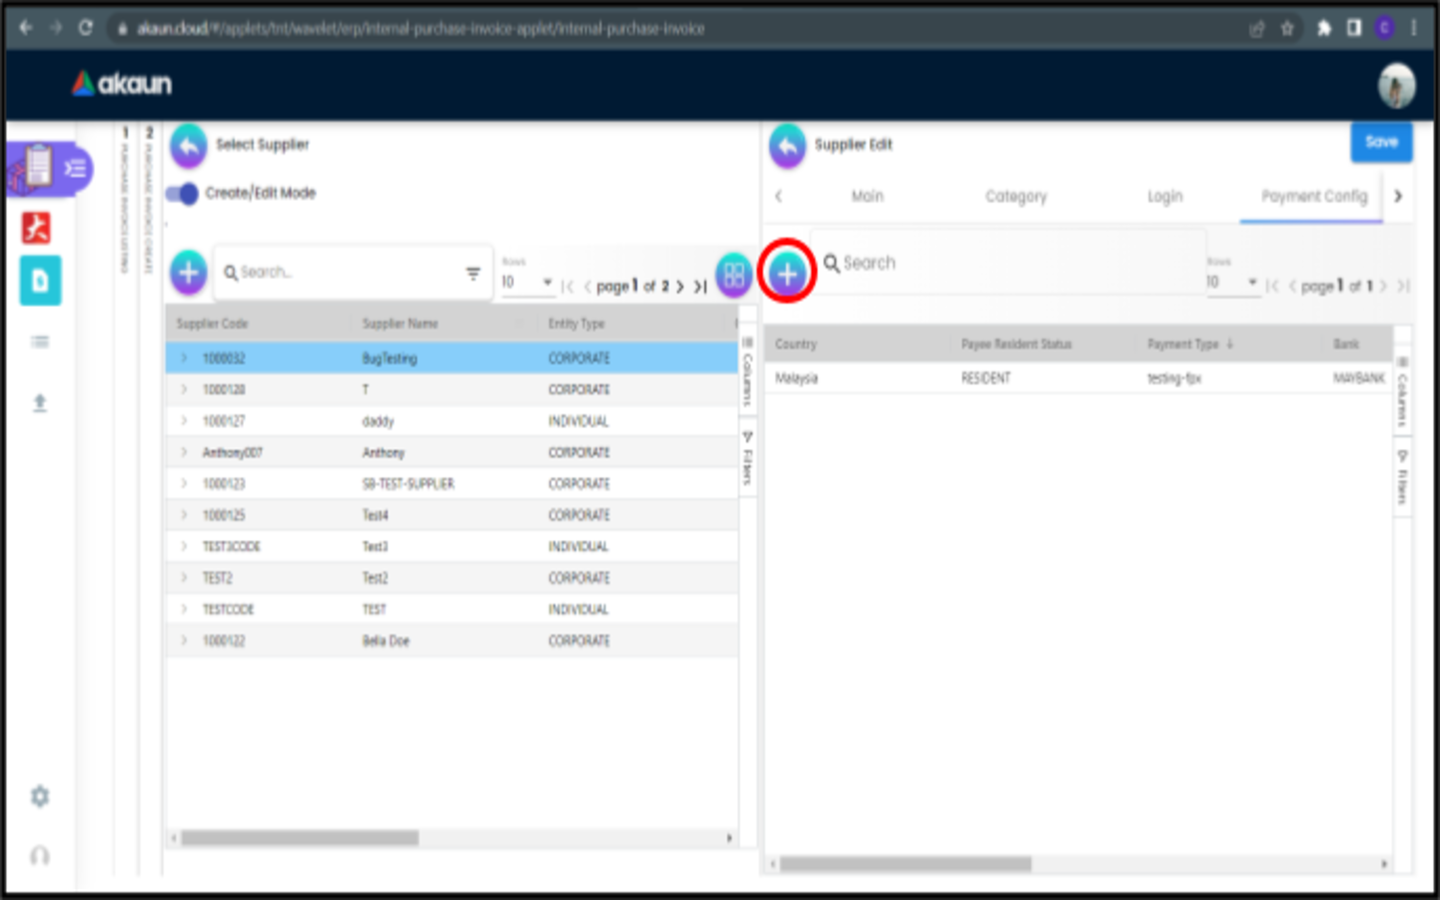 akaun.cloud/#/applets/tnt/wavelet/erp/internal-purchase-invoice-applet/internal-purchase-invoice
akaun
1 PURCHASE INVOICE LISTING
2 PURCHASE INVOICE CREATE
Select Supplier
Create/Edit Mode
Search...
Rows
10
page 1 of 2
Supplier Code Supplier Name Entity Type
1000032 BugTesting CORPORATE
1000128 T CORPORATE
1000127 daddy INDIVIDUAL
Anthony007 Anthony CORPORATE
1000123 SB-TEST-SUPPLIER CORPORATE
1000125 Test4 CORPORATE
TEST3CODE Test3 INDIVIDUAL
TEST2 Test2 CORPORATE
TESTCODE TEST INDIVIDUAL
1000122 Bella Doe CORPORATE
Columns
Filters
Supplier Edit
Save
Main Category Login Payment Config
Search
Rows
10
page 1 of 1
Country Payee Resident Status Payment Type Bank
Malaysia RESIDENT testing-fpx MAYBANK
Columns
Filters